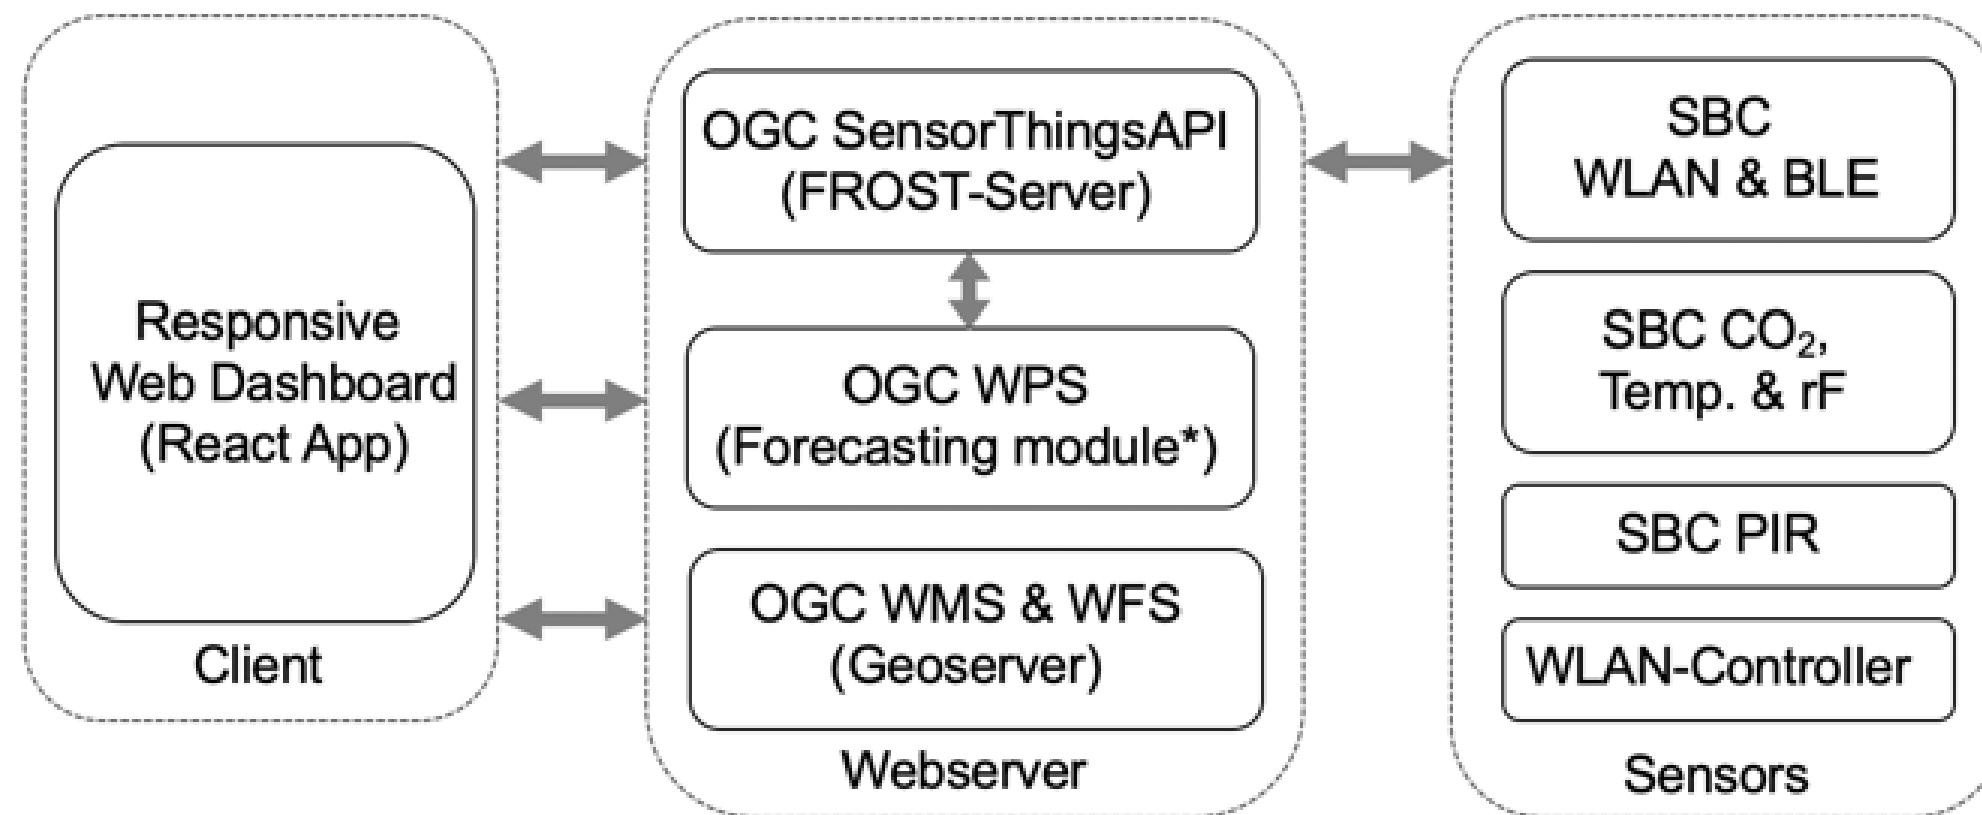 Responsive
Web Dashboard
(React App)
Client
OGC SensorThingsAPI
(FROST-Server)
OGC WPS
(Forecasting module*)
OGC WMS & WFS
(Geoserver)
Webserver
SBC
WLAN & BLE
SBC CO₂,
Temp. & rF
SBC PIR
WLAN-Controller
Sensors